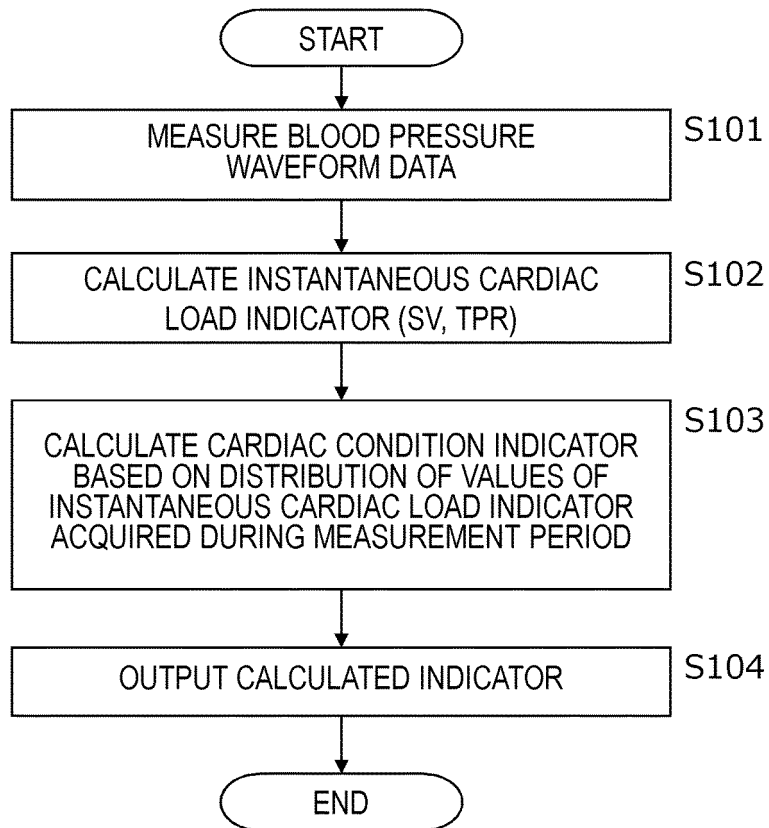 START
MEASURE BLOOD PRESSURE
WAVEFORM DATA
S101
CALCULATE INSTANTANEOUS CARDIAC
LOAD INDICATOR (SV, TPR)
S102
CALCULATE CARDIAC CONDITION INDICATOR
BASED ON DISTRIBUTION OF VALUES OF
INSTANTANEOUS CARDIAC LOAD INDICATOR
ACQUIRED DURING MEASUREMENT PERIOD
S103
OUTPUT CALCULATED INDICATOR
S104
END